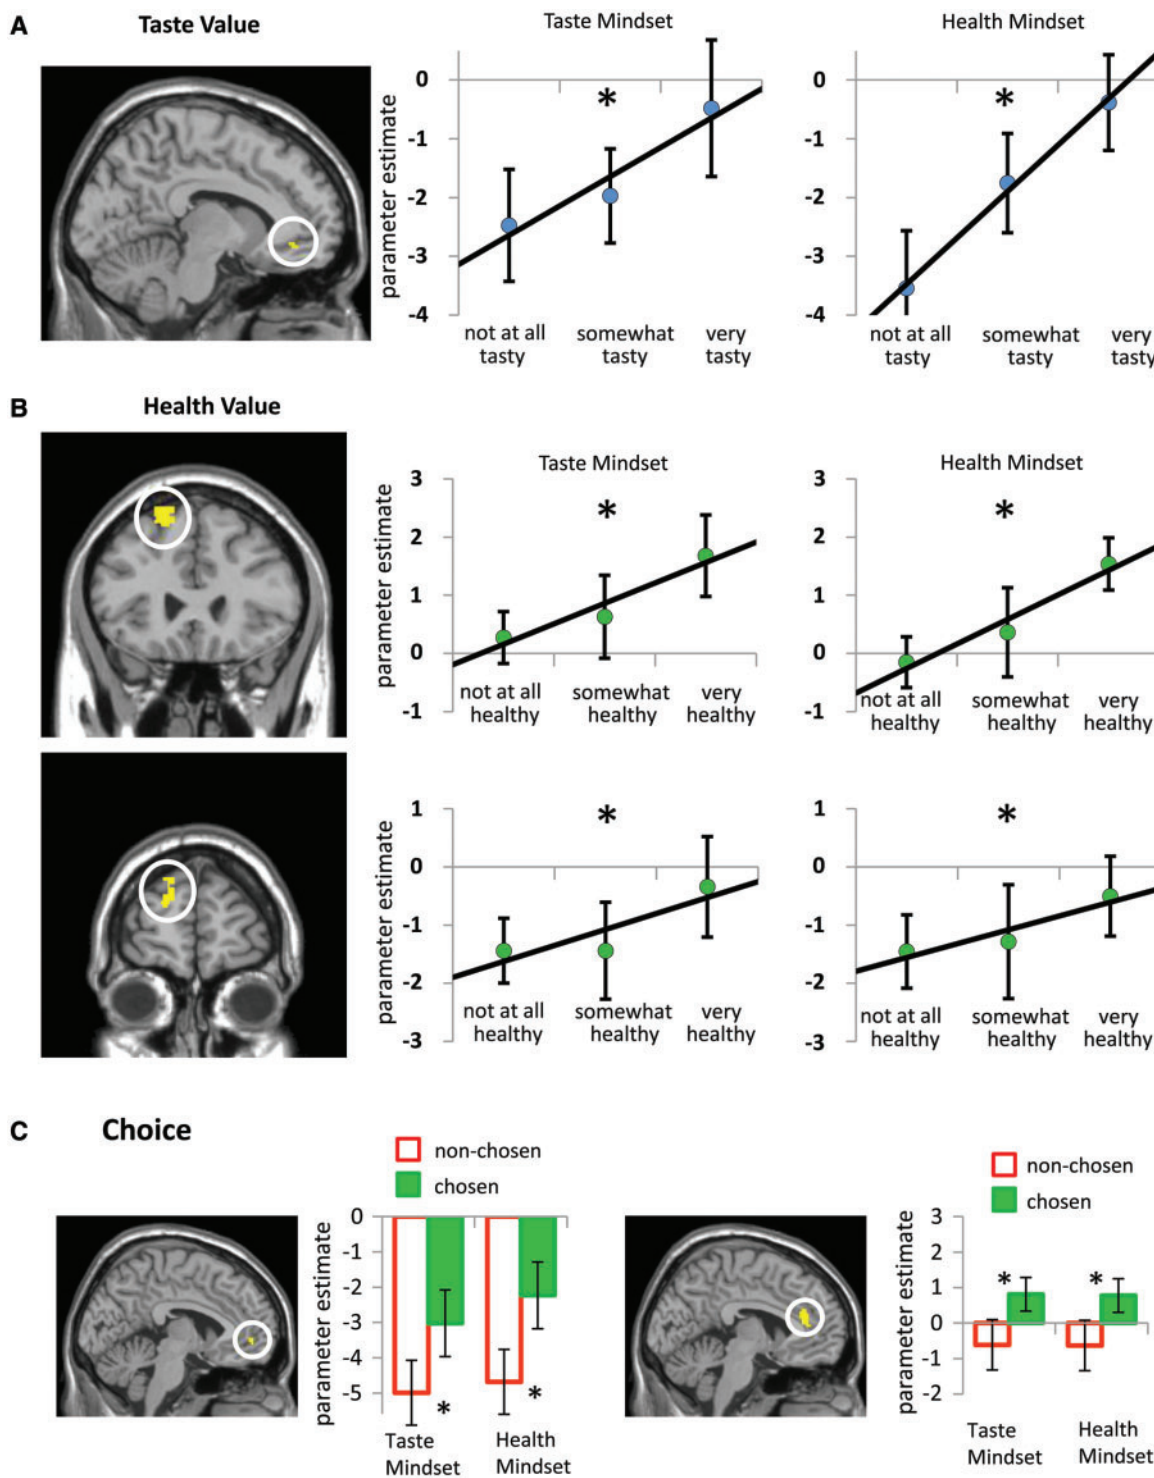 A
Taste Value
Taste Mindset
Health Mindset
parameter estimate
0
-1
-2
-3
-4
*
not at all
tasty
somewhat
tasty
very
tasty
0
-1
-2
-3
-4
*
not at all
tasty
somewhat
tasty
very
tasty
B
Health Value
Taste Mindset
Health Mindset
parameter estimate
3
2
1
0
-1
*
not at all
healthy
somewhat
healthy
very
healthy
3
2
1
0
-1
*
not at all
healthy
somewhat
healthy
very
healthy
parameter estimate
1
0
-1
-2
-3
*
not at all
healthy
somewhat
healthy
very
healthy
1
0
-1
-2
-3
*
not at all
healthy
somewhat
healthy
very
healthy
C
Choice
non-chosen
chosen
parameter estimate
0
-1
-2
-3
-4
-5
*
*
Taste
Mindset
Health
Mindset
non-chosen
chosen
parameter estimate
3
2
1
0
-1
-2
*
*
Taste
Mindset
Health
Mindset